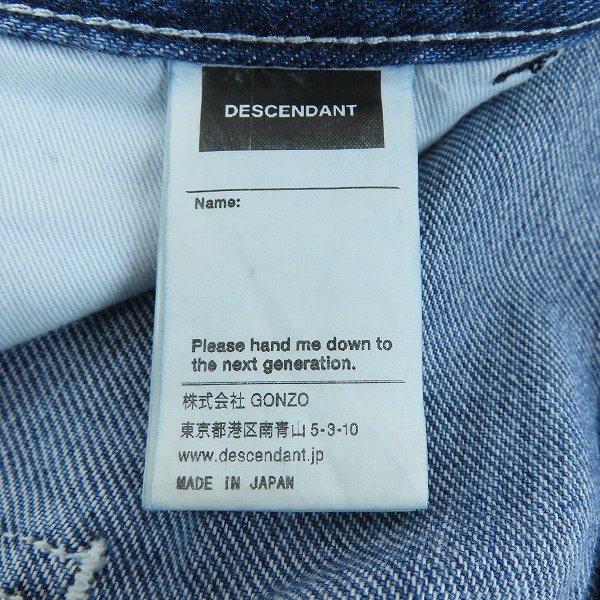 DESCENDANT
Name:
Please hand me down to
the next generation.
株式会社 GONZO
東京都港区南青山 5-3-10
www.descendant.jp
MADE IN JAPAN